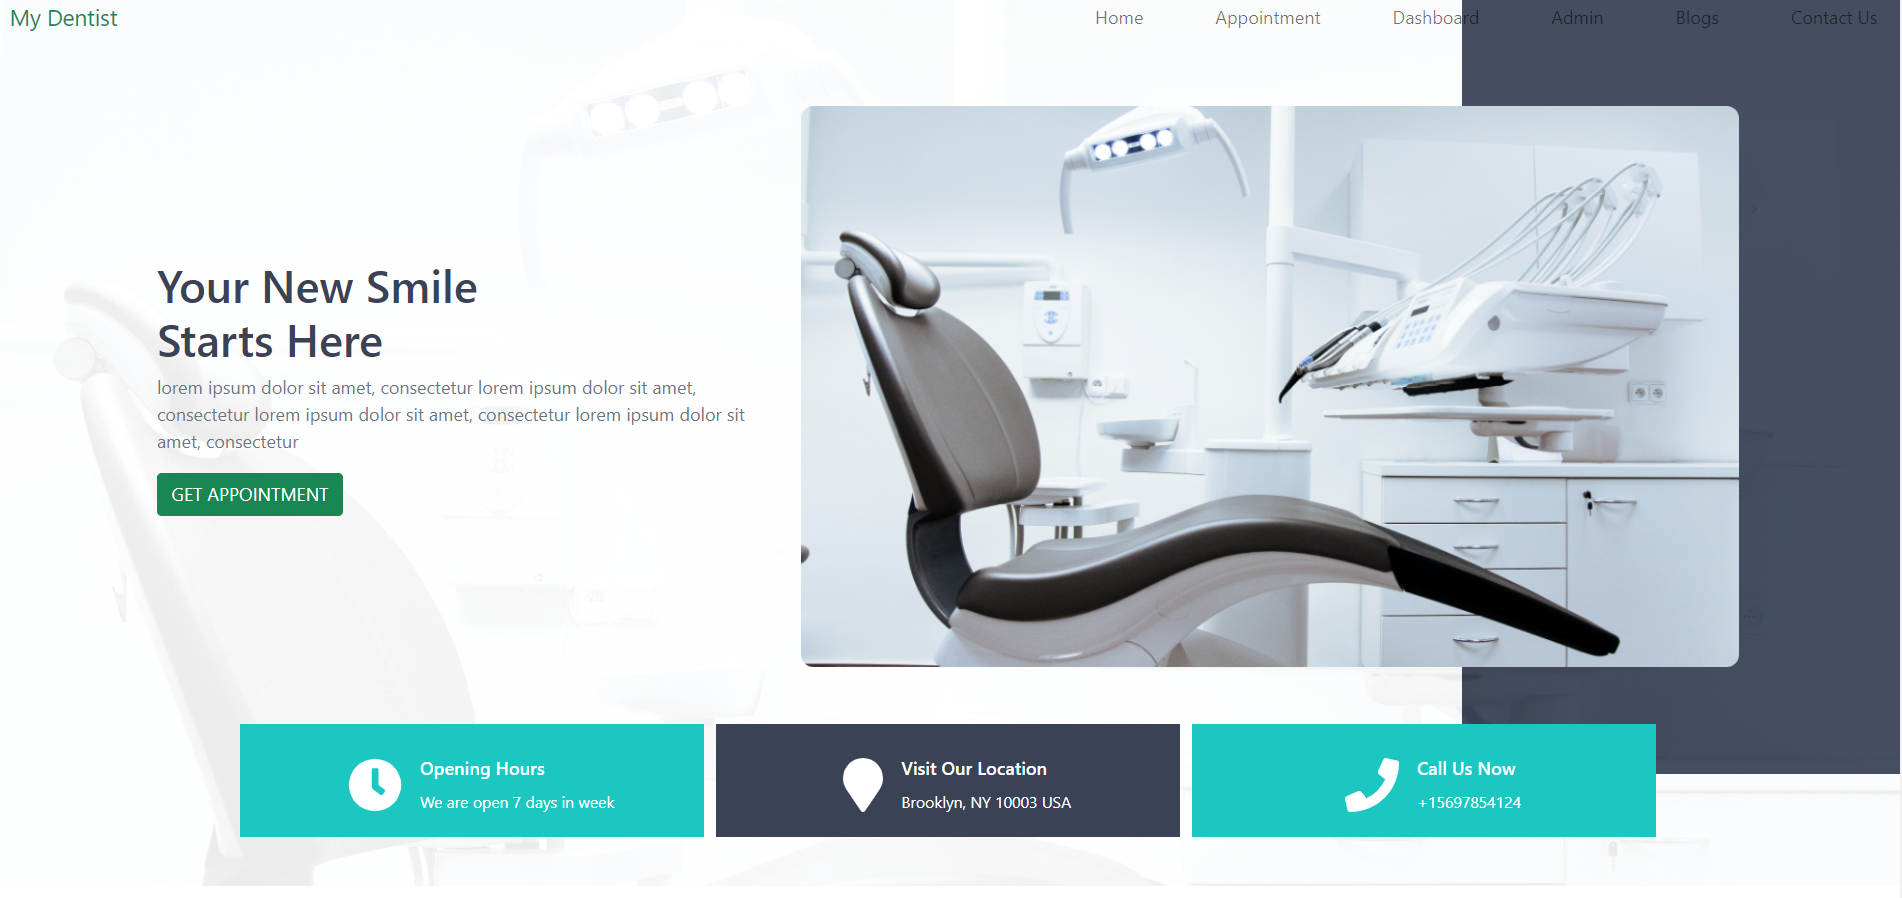 My Dentist
Home Appointment Dashboard Admin Blogs Contact Us
Your New Smile
Starts Here
lorem ipsum dolor sit amet, consectetur lorem ipsum dolor sit amet,
consectetur lorem ipsum dolor sit amet, consectetur lorem ipsum dolor sit
amet, consectetur
GET APPOINTMENT
Opening Hours
We are open 7 days in week
Visit Our Location
Brooklyn, NY 10003 USA
Call Us Now
+15697854124